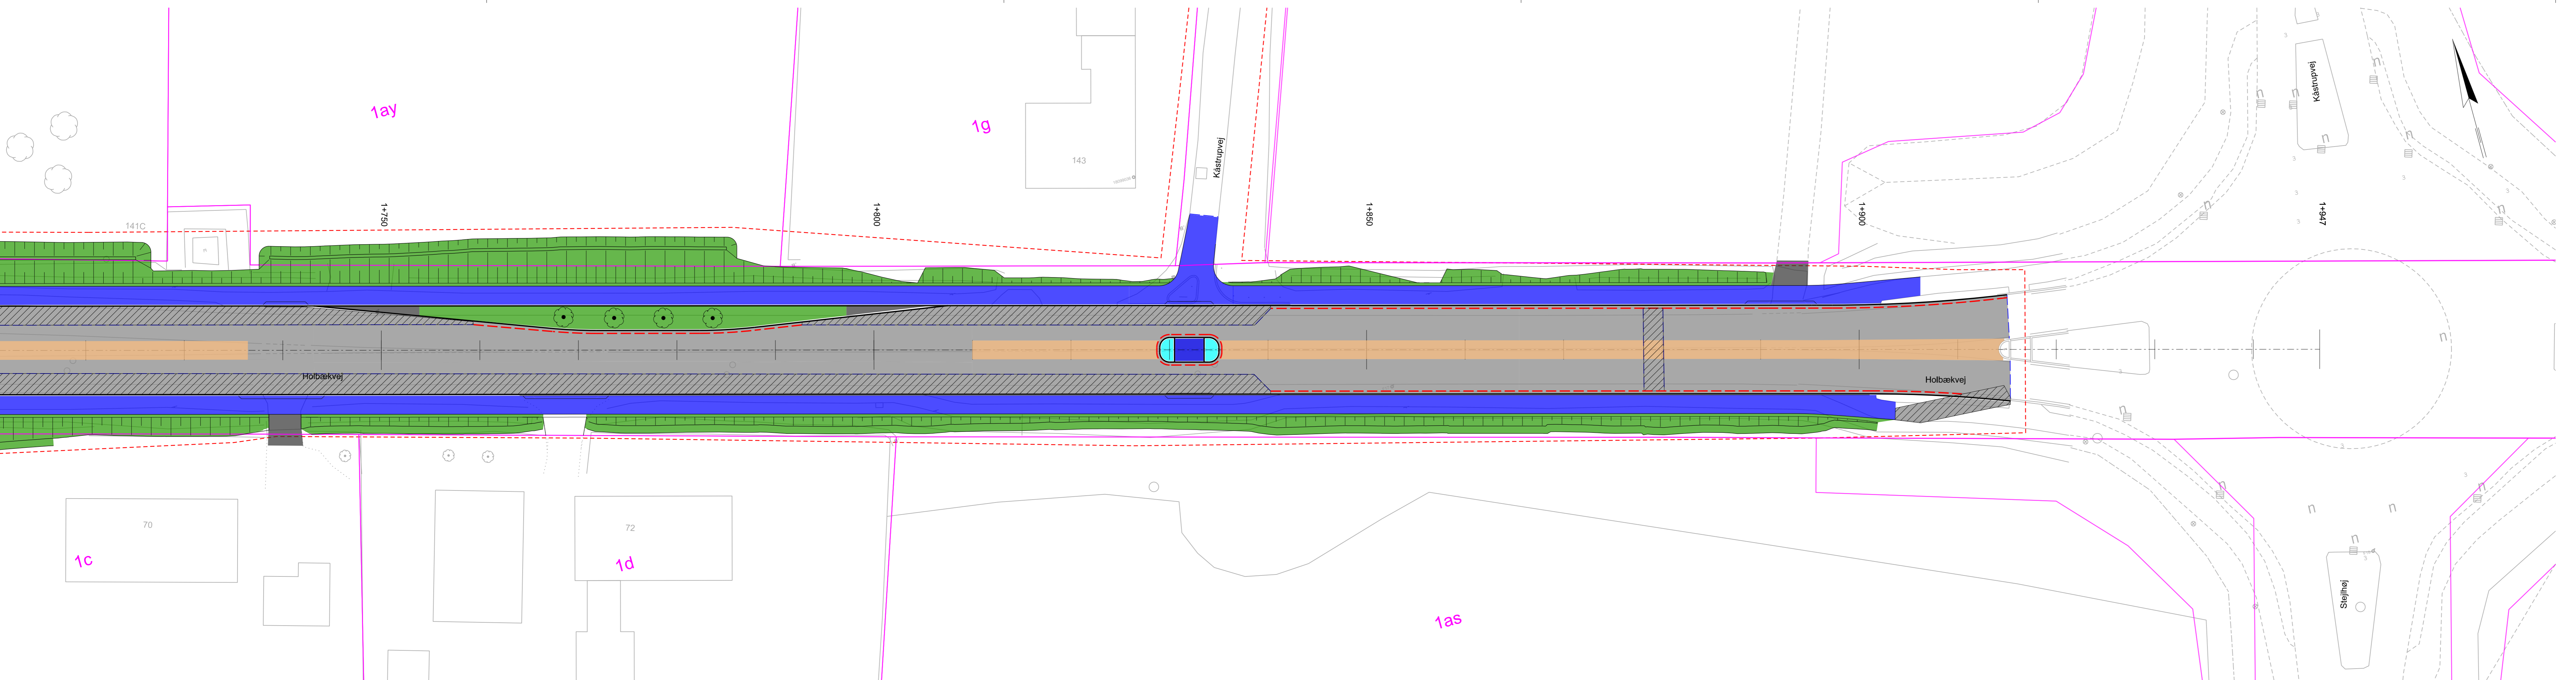 Kåstrupvej
1ay
1g
143
Kåstrupvej
1+750
1+800
1+850
1+900
1+947
141C
Holbækvej
Holbækvej
70
72
1c
1d
1as
Stejlhøj